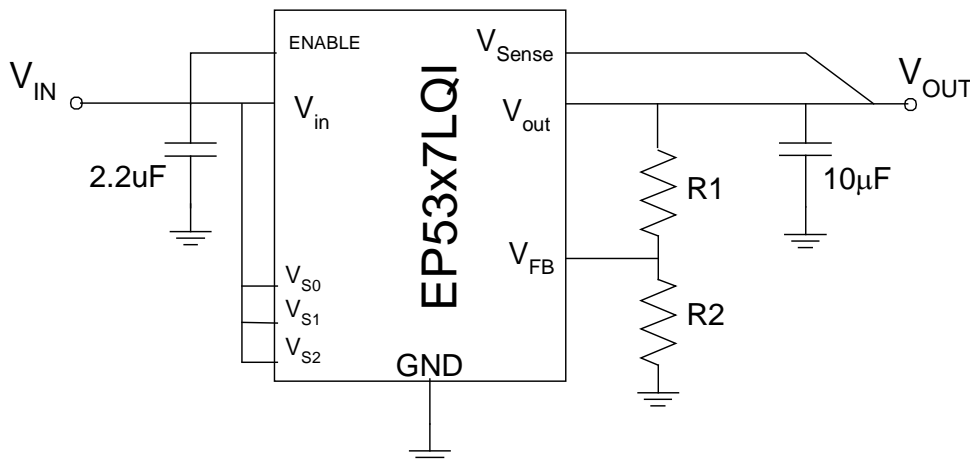 ENABLE
V_IN
V_in
2.2uF
V_S0
V_S1
V_S2
EP53x7LQI
GND
V_Sense
V_out
V_FB
V_OUT
R1
R2
10μF